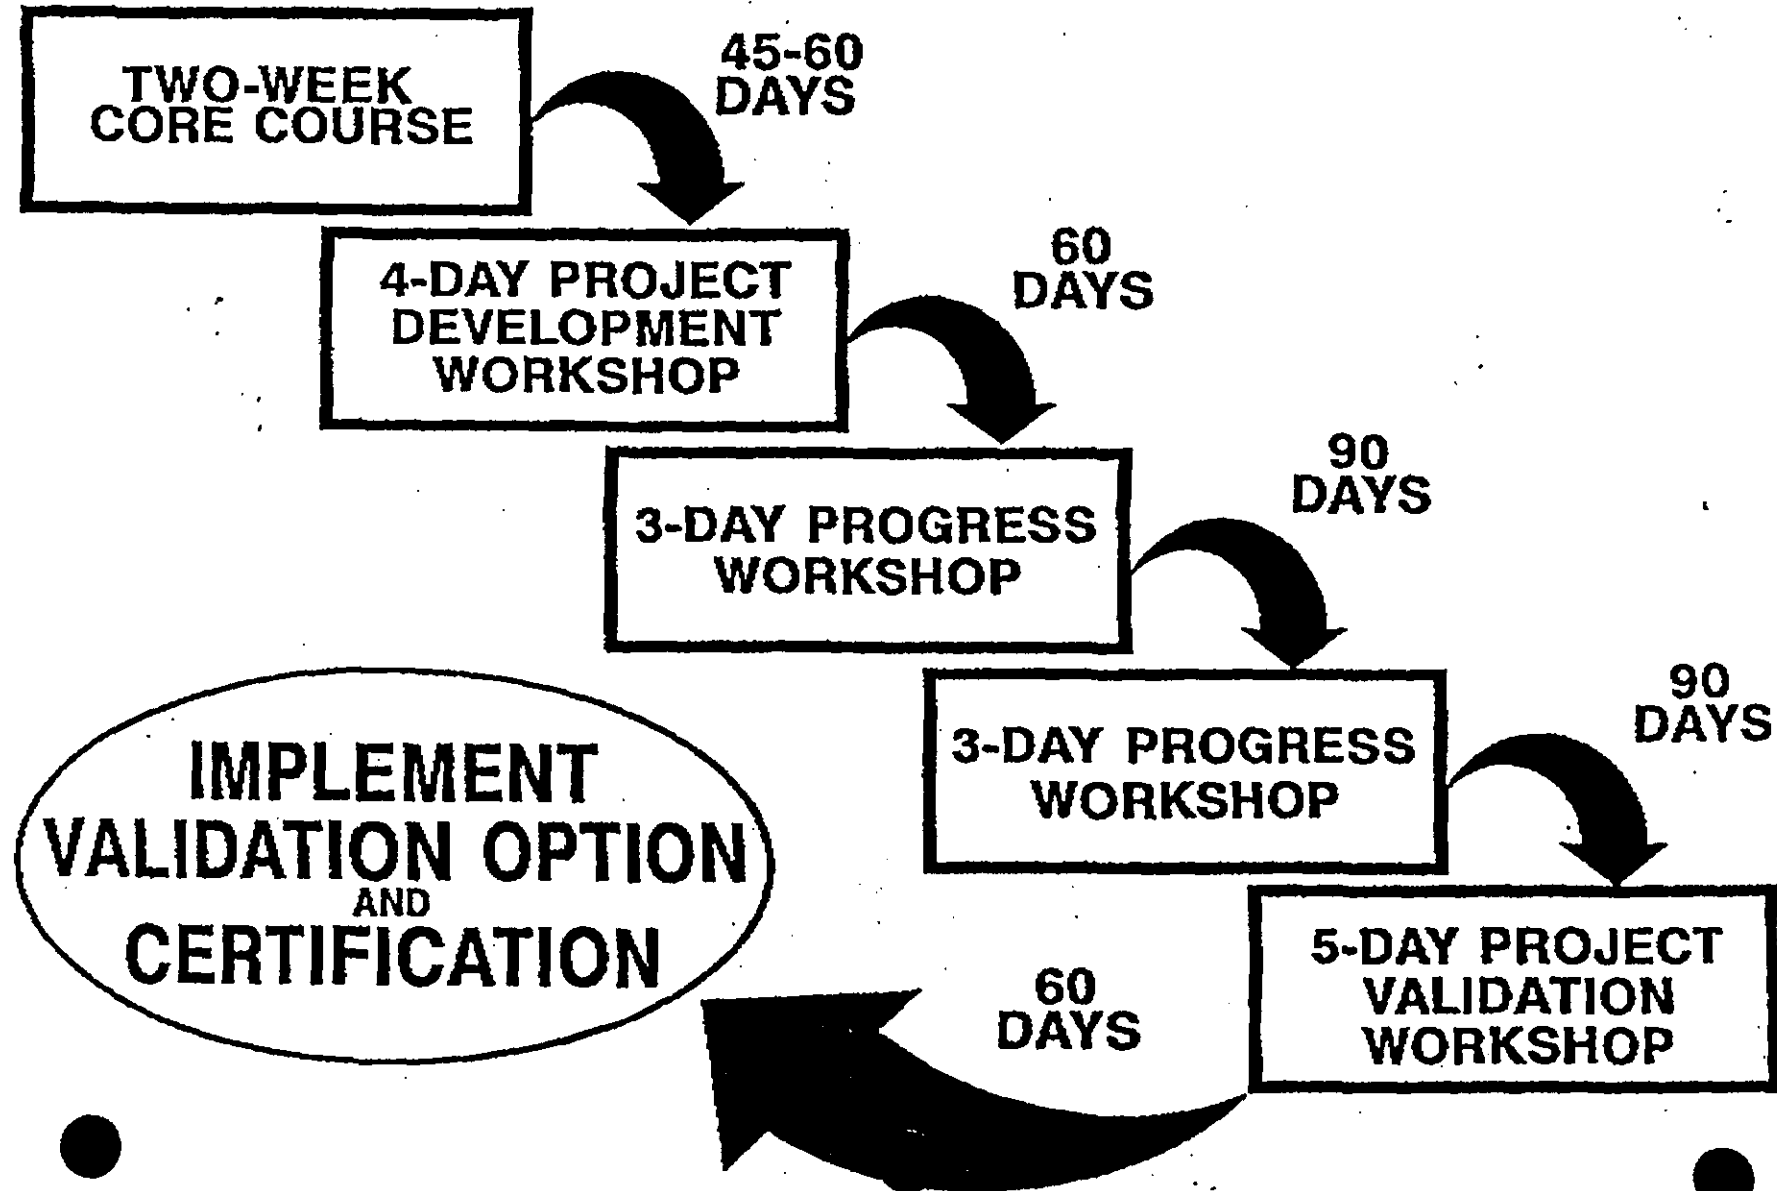 TWO-WEEK
CORE COURSE
45-60
DAYS
4-DAY PROJECT
DEVELOPMENT
WORKSHOP
60
DAYS
3-DAY PROGRESS
WORKSHOP
90
DAYS
3-DAY PROGRESS
WORKSHOP
90
DAYS
5-DAY PROJECT
VALIDATION
WORKSHOP
60
DAYS
IMPLEMENT
VALIDATION OPTION
AND
CERTIFICATION